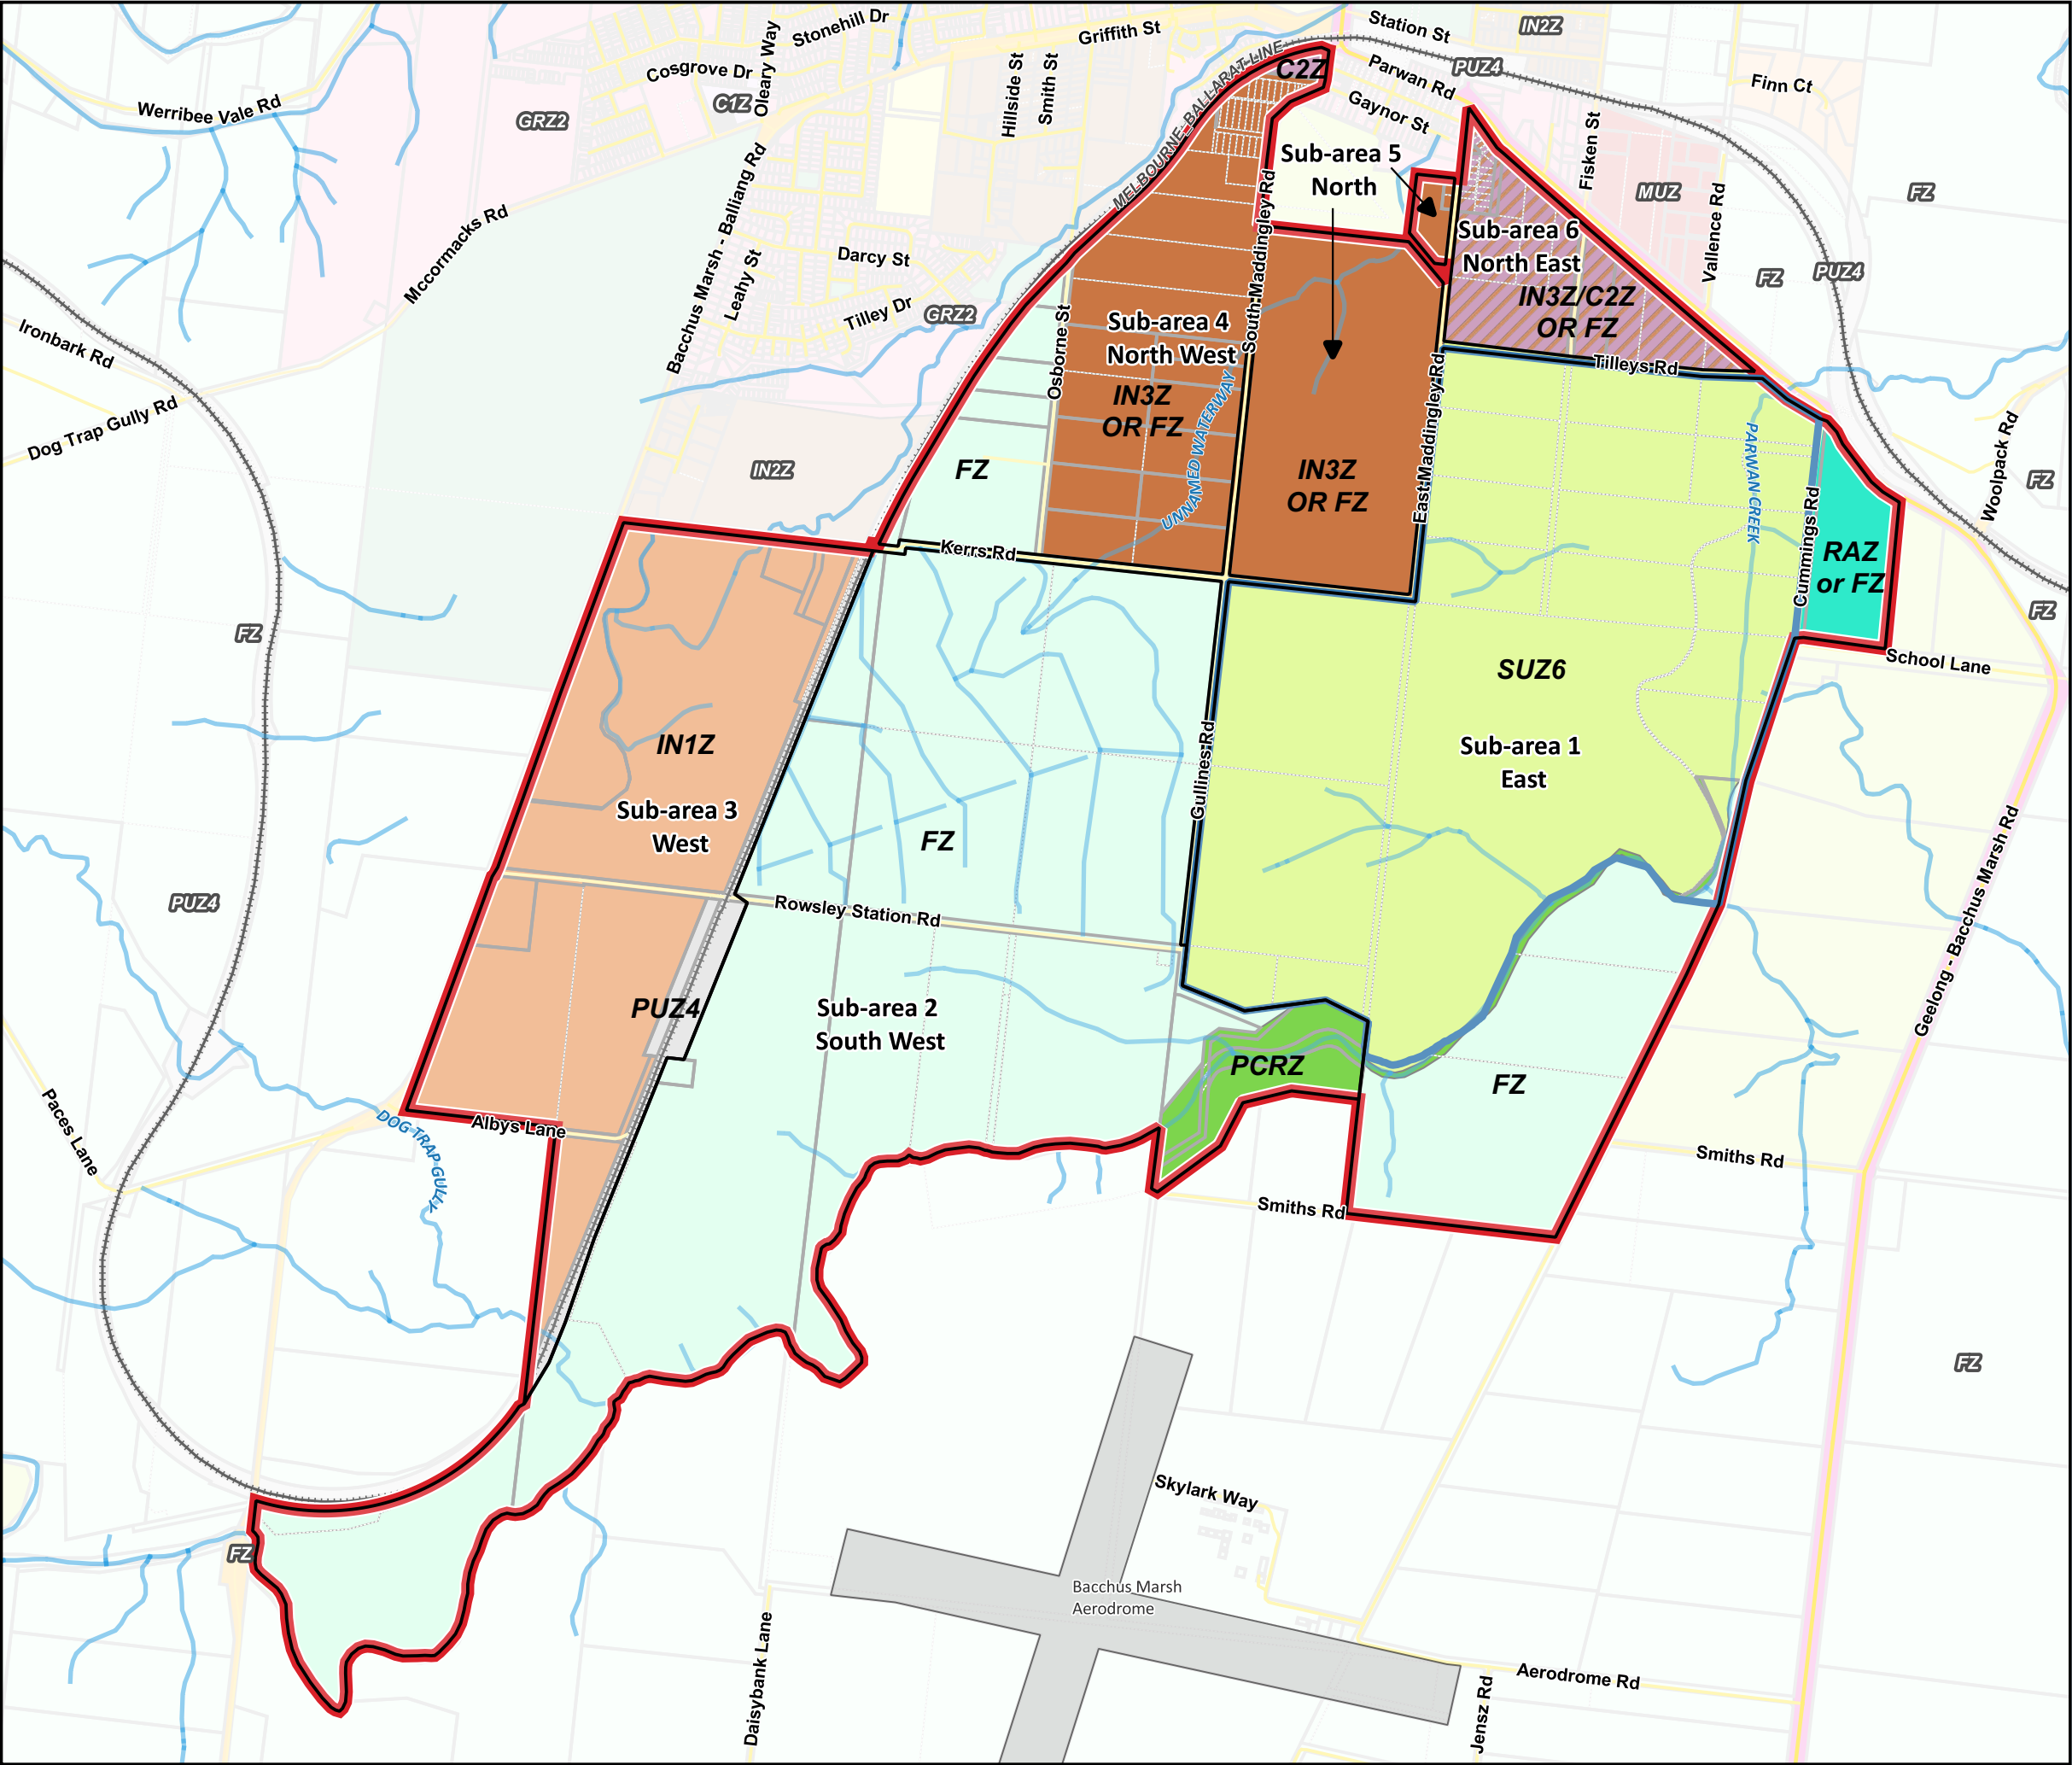 Station St
IN2Z
Stonehill Dr
Griffith St
Oleary Way
Cosgrove Dr
C1Z
Hillside St
Smith St
MELBOURNE-BALLARAT LINE
C2Z
Parwan Rd
PUZ4
Finn Ct
Werribee Vale Rd
GRZ2
Gaynor St
Fisken St
Sub-area 5
North
MUZ
Vallence Rd
FZ
Mccormacks Rd
Bacchus Marsh - Balliang Rd
Darcy St
Leahy St
Tilley Dr
GRZ2
South Maddingley Rd
Sub-area 6
North East
IN3Z/C2Z
OR FZ
FZ
PUZ4
Ironbark Rd
Dog Trap Gully Rd
Osborne St
Sub-area 4
North West
IN3Z
OR FZ
UNNAMED WATERWAY
East Maddingley Rd
Tilleys Rd
PARWAN CREEK
Woolpack Rd
FZ
IN2Z
FZ
IN3Z
OR FZ
Cummings Rd
RAZ
or FZ
FZ
Kerrs Rd
FZ
School Lane
SUZ6
Sub-area 1
East
IN1Z
Sub-area 3
West
FZ
Gullines Rd
Geelong - Bacchus Marsh Rd
PUZ4
Rowsley Station Rd
PUZ4
Sub-area 2
South West
PCRZ
FZ
Paces Lane
DOG TRAP GULLY
Albys Lane
Smiths Rd
Smiths Rd
FZ
Skylark Way
FZ
Bacchus Marsh
Aerodrome
Daisybank Lane
Aerodrome Rd
Jensz Rd